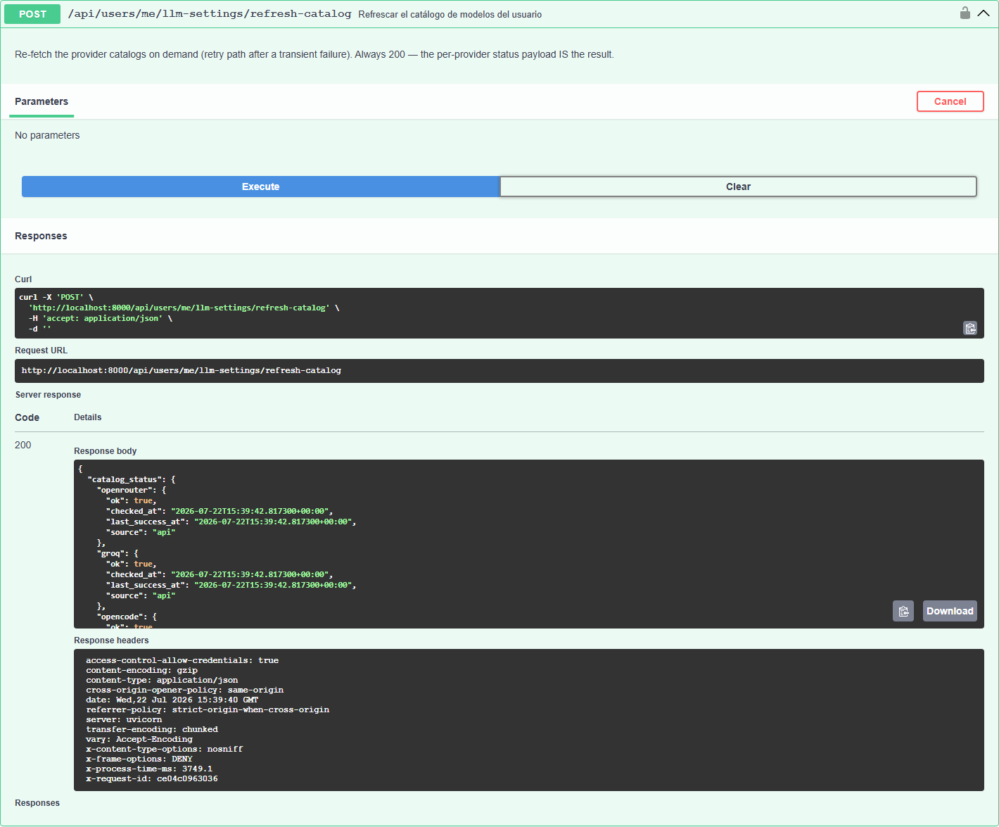 POST /api/users/me/llm-settings/refresh-catalog Refrescar el catálogo de modelos del usuario
Re-fetch the provider catalogs on demand (retry path after a transient failure). Always 200 — the per-provider status payload IS the result.
Parameters
Cancel
No parameters
Execute
Clear
Responses
Curl
curl -X 'POST' \
  'http://localhost:8000/api/users/me/llm-settings/refresh-catalog' \
  -H 'accept: application/json' \
  -d ''
Request URL
http://localhost:8000/api/users/me/llm-settings/refresh-catalog
Server response
Code Details
200
Response body
{
  "catalog_status": {
    "openrouter": {
      "ok": true,
      "checked_at": "2026-07-22T15:39:42.817300+00:00",
      "last_success_at": "2026-07-22T15:39:42.817300+00:00",
      "source": "api"
    },
    "groq": {
      "ok": true,
      "checked_at": "2026-07-22T15:39:42.817300+00:00",
      "last_success_at": "2026-07-22T15:39:42.817300+00:00",
      "source": "api"
    },
    "opencode": {
      "ok": true
Download
Response headers
access-control-allow-credentials: true
content-encoding: gzip
content-type: application/json
cross-origin-opener-policy: same-origin
date: Wed,22 Jul 2026 15:39:40 GMT
referrer-policy: strict-origin-when-cross-origin
server: uvicorn
transfer-encoding: chunked
vary: Accept-Encoding
x-content-type-options: nosniff
x-frame-options: DENY
x-process-time-ms: 3749.1
x-request-id: ce04c0963036
Responses